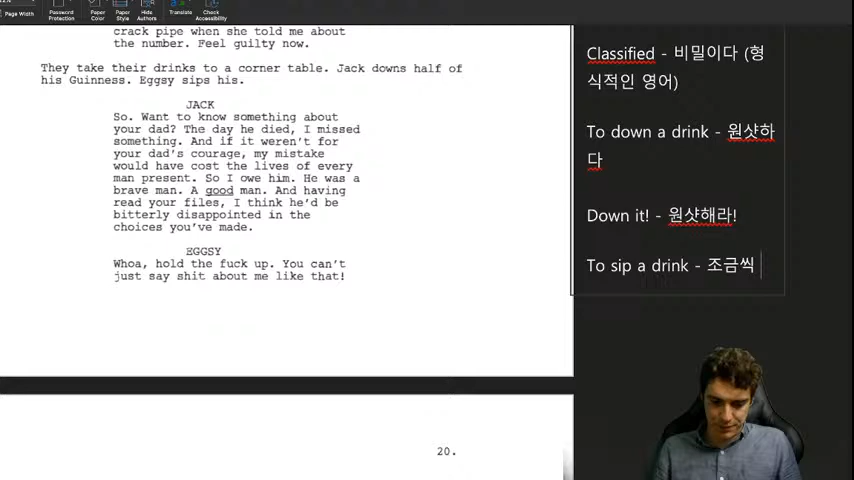 Page Width
Password
Protection
Paper
Color
Paper
Style
Hide
Authors
Translate
Check
Accessibility
crack pipe when she told me about
the number. Feel guilty now.
They take their drinks to a corner table. Jack downs half of
his Guinness. Eggsy sips his.
JACK
So. Want to know something about
your dad? The day he died, I missed
something. And if it weren't for
your dad's courage, my mistake
would have cost the lives of every
man present. So I owe him. He was a
brave man. A good man. And having
read your files, I think he'd be
bitterly disappointed in the
choices you've made.
EGGSY
Whoa, hold the fuck up. You can't
just say shit about me like that!
20.
Classified - 비밀이다 (형
식적인 영어)
To down a drink - 원샷하
다
Down it! - 원샷해라!
To sip a drink - 조금씩